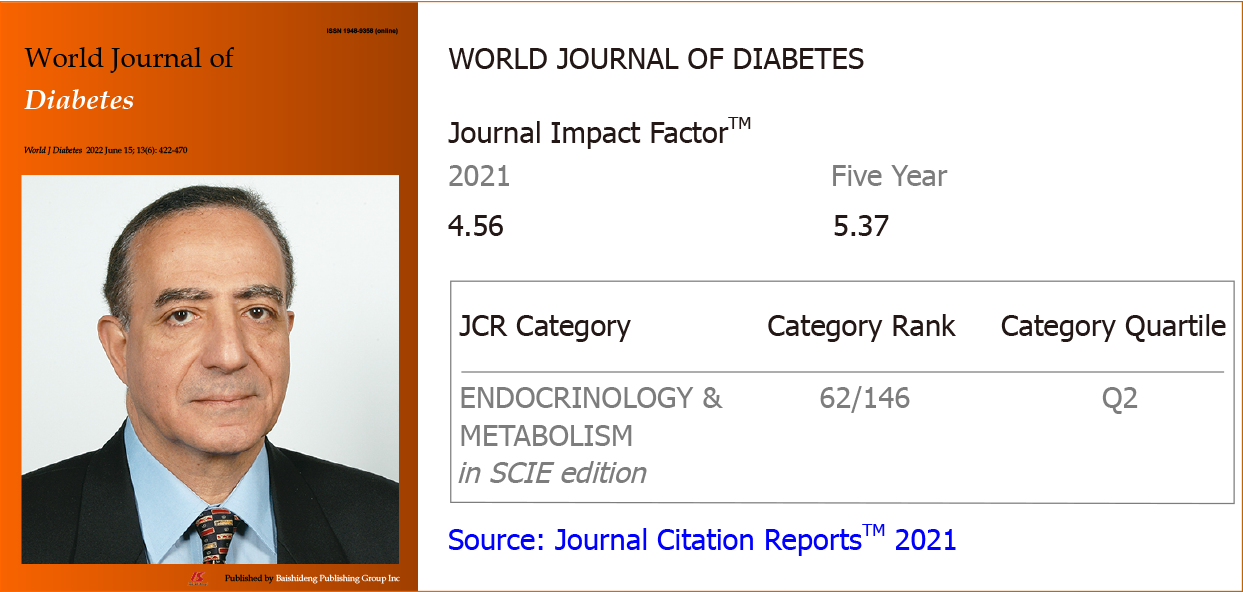 ISSN 1948-9358 (online)
World Journal of
Diabetes
World J Diabetes 2022 June 15; 13(6): 422-470
Published by Baishideng Publishing Group Inc
WORLD JOURNAL OF DIABETES
Journal Impact Factor™
2021 Five Year
4.56 5.37
JCR Category Category Rank Category Quartile
ENDOCRINOLOGY & 62/146 Q2
METABOLISM
in SCIE edition
Source: Journal Citation Reports™ 2021